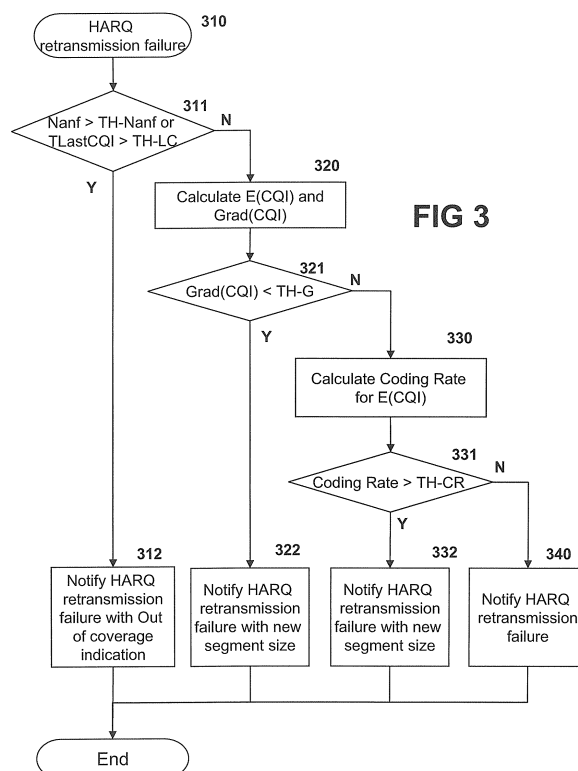 HARQ
retransmission failure
310
311
Nanf > TH-Nanf or
TLastCQI > TH-LC
N
Y
320
Calculate E(CQI) and
Grad(CQI)
FIG 3
321
Grad(CQI) < TH-G
N
Y
330
Calculate Coding Rate
for E(CQI)
331
Coding Rate > TH-CR
N
Y
312
Notify HARQ
retransmission
failure with Out
of coverage
indication
322
Notify HARQ
retransmission
failure with new
segment size
332
Notify HARQ
retransmission
failure with new
segment size
340
Notify HARQ
retransmission
failure
End